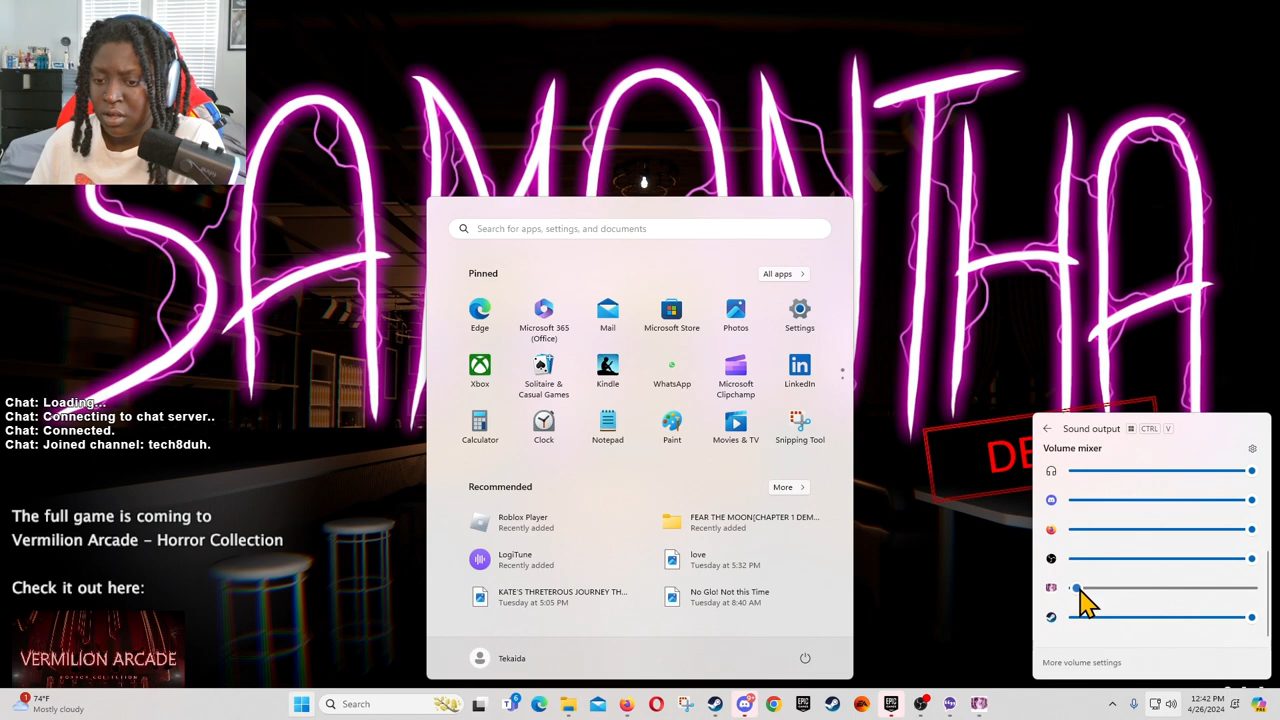 SAMANTHA
Search for apps, settings, and documents
Pinned
All apps
Edge
Microsoft 365 (Office)
Mail
Microsoft Store
Photos
Settings
Xbox
Solitaire & Casual Games
Kindle
WhatsApp
Microsoft Clipchamp
LinkedIn
Calculator
Clock
Notepad
Paint
Movies & TV
Snipping Tool
Recommended
More
Roblox Player
Recently added
FEAR THE MOON[CHAPTER 1 DEM...
Recently added
LogiTune
Recently added
love
Tuesday at 5:32 PM
KATE'S THRETEROUS JOURNEY TH...
Tuesday at 5:05 PM
No Glo! Not this Time
Tuesday at 8:40 AM
Tekaida
Chat: Loading...
Chat: Connecting to chat server..
Chat: Connected.
Chat: Joined channel: tech8duh.
The full game is coming to
Vermilion Arcade – Horror Collection
Check it out here:
VERMILION ARCADE
HORROR COLLECTION
DE
Sound output CTRL V
Volume mixer
More volume settings
74°F
Mostly cloudy
Search
12:42 PM
4/26/2024